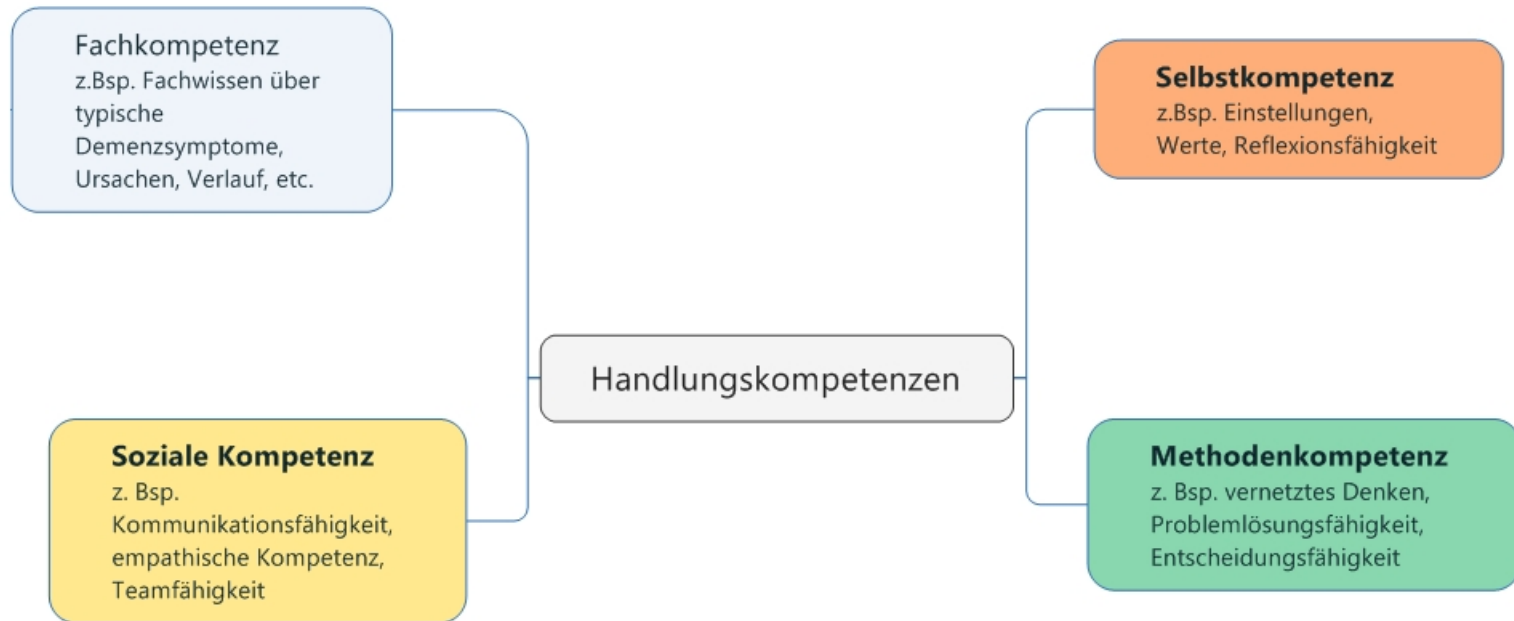 Fachkompetenz
z.Bsp. Fachwissen über
typische
Demenzsymptome,
Ursachen, Verlauf, etc.
Selbstkompetenz
z.Bsp. Einstellungen,
Werte, Reflexionsfähigkeit
Handlungskompetenzen
Soziale Kompetenz
z. Bsp.
Kommunikationsfähigkeit,
empathische Kompetenz,
Teamfähigkeit
Methodenkompetenz
z. Bsp. vernetztes Denken,
Problemlösungsfähigkeit,
Entscheidungsfähigkeit